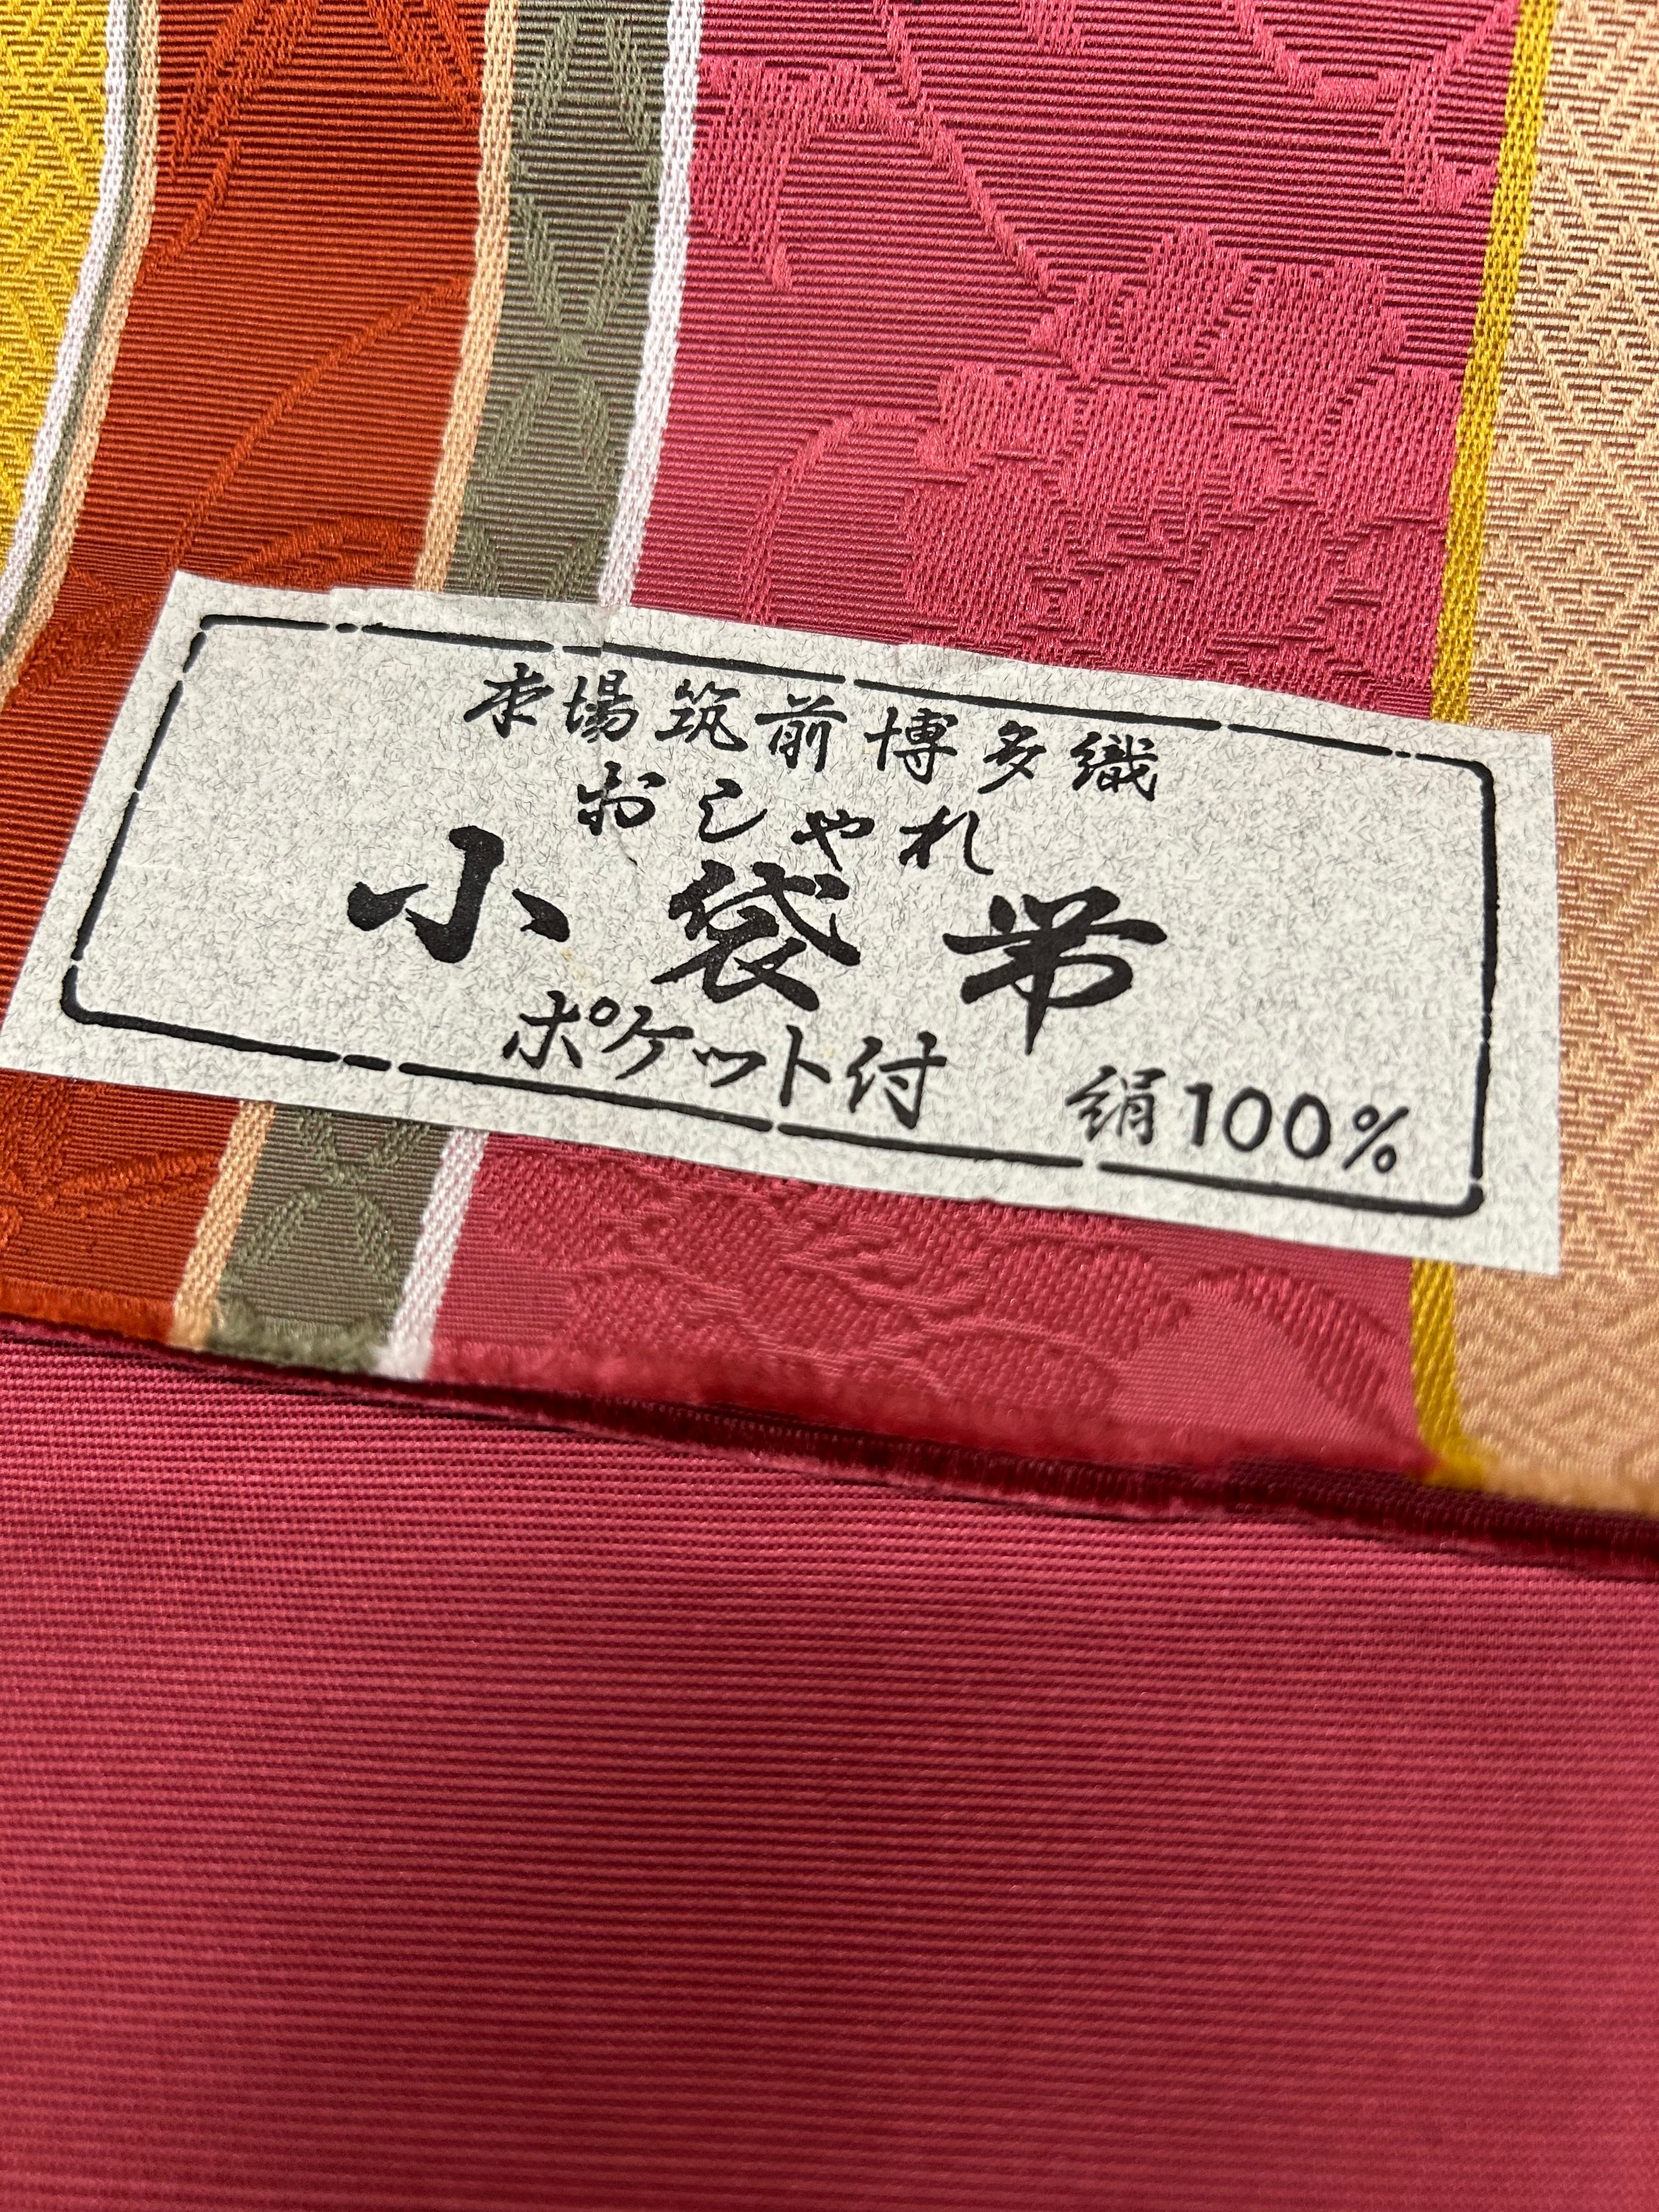 本場筑前博多織
おしゃれ
小袋帯
ポケット付 絹100%